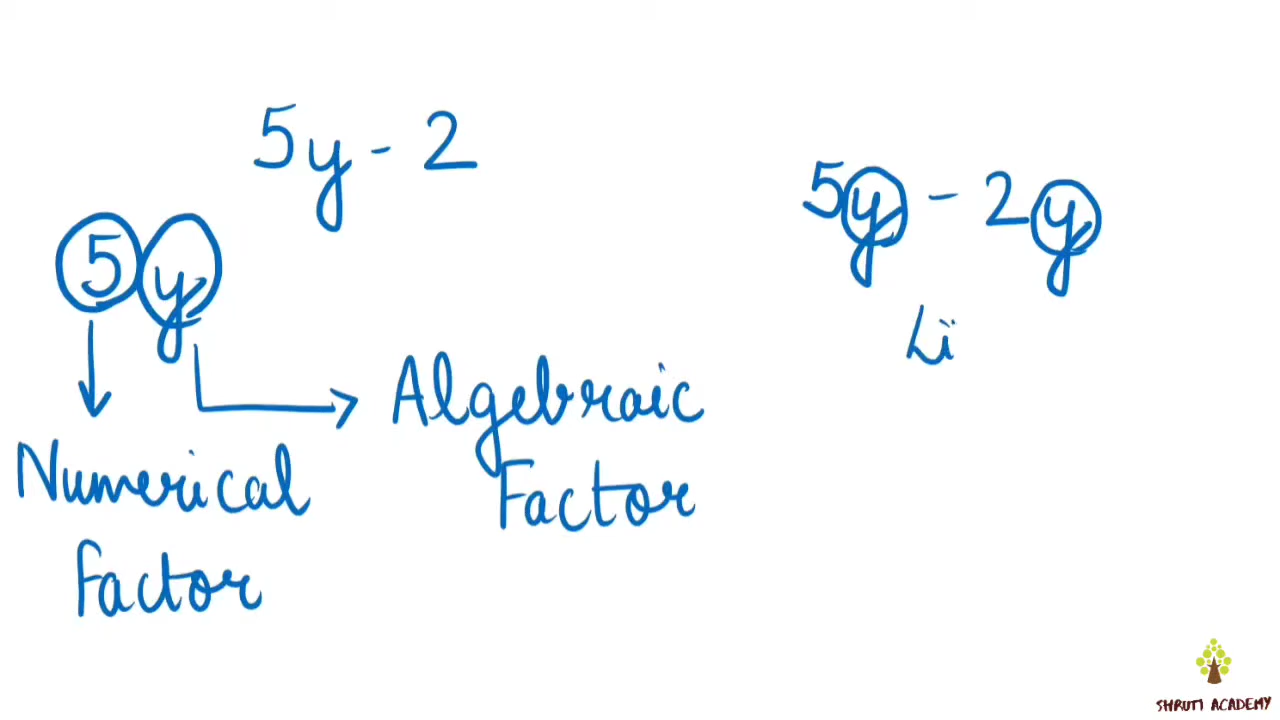 5y - 2
5y - 2y
5y
Li
Algebraic
Factor
Numerical
Factor
SHRUTI ACADEMY